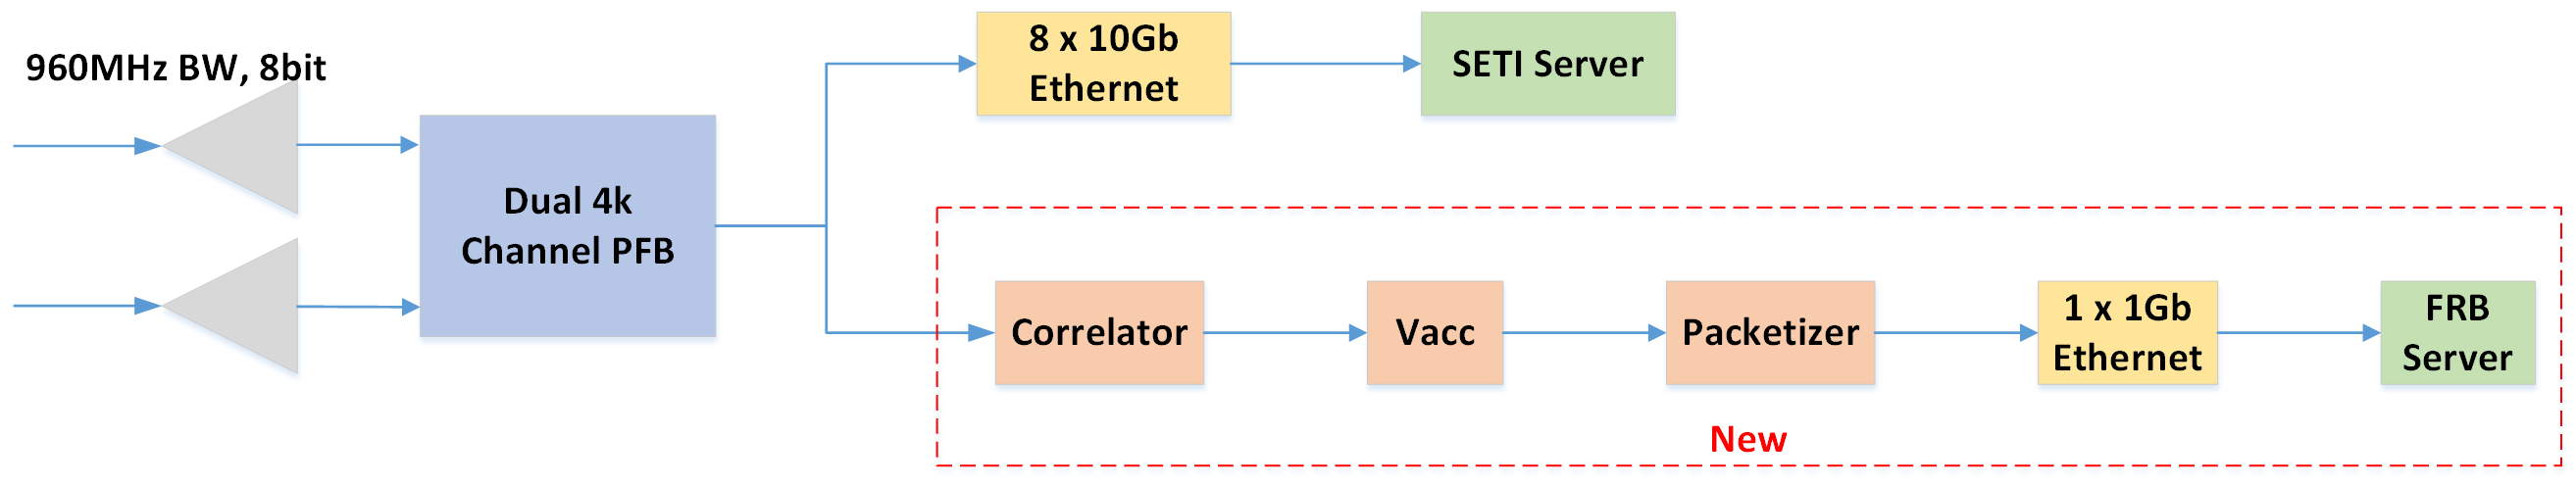 960MHz BW, 8bit
Dual 4k
Channel PFB
8 x 10Gb
Ethernet
SETI Server
Correlator
Vacc
Packetizer
1 x 1Gb
Ethernet
FRB
Server
New